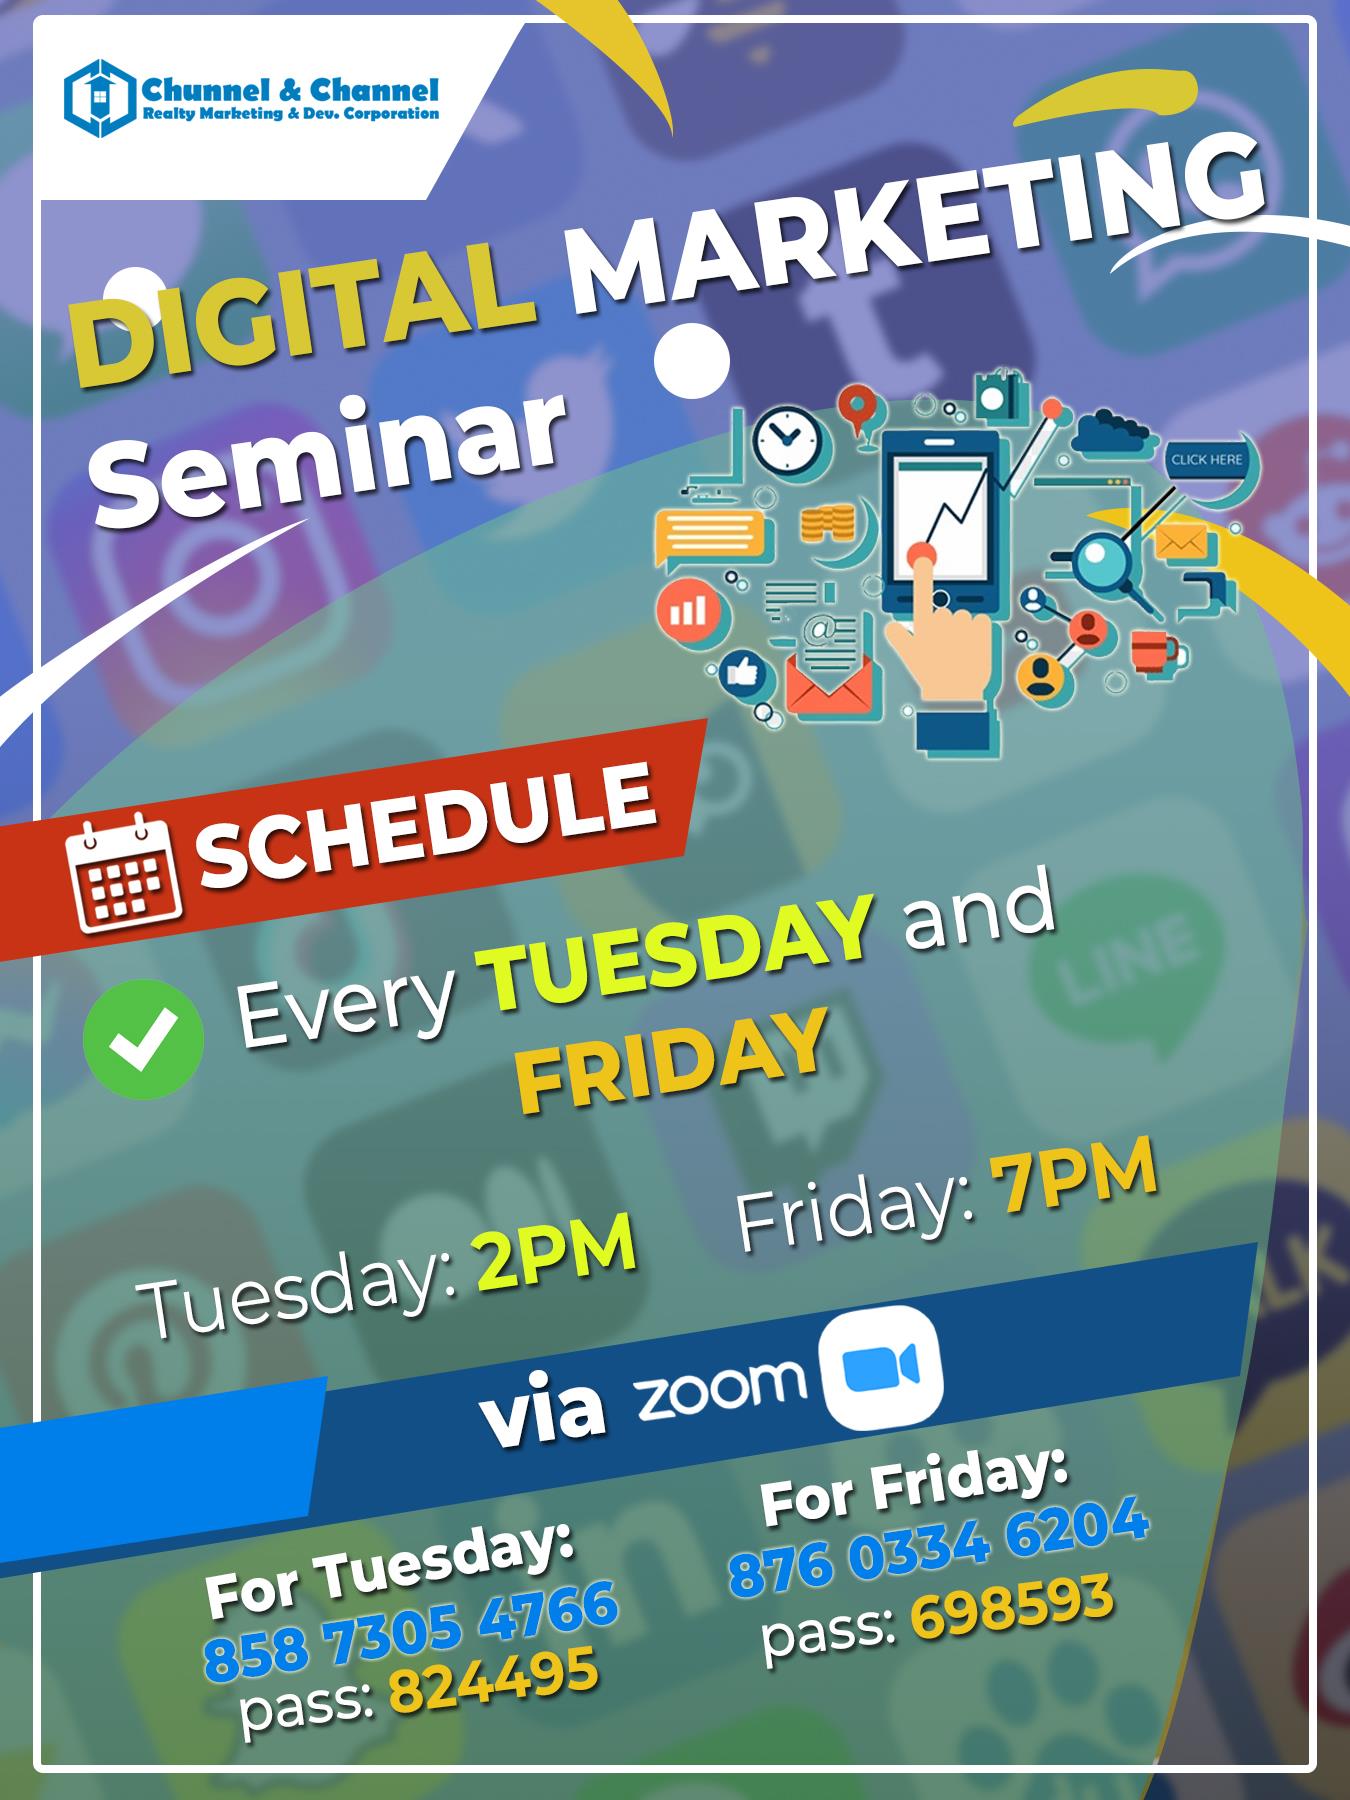 Chunnel & Channel
Realty Marketing & Dev. Corporation
DIGITAL MARKETING
Seminar
CLICK HERE
SCHEDULE
Every TUESDAY and
FRIDAY
LINE
Tuesday: 2PM
Friday: 7PM
via zoom
For Tuesday:
858 7305 4766
pass: 824495
For Friday:
876 0334 6204
pass: 698593